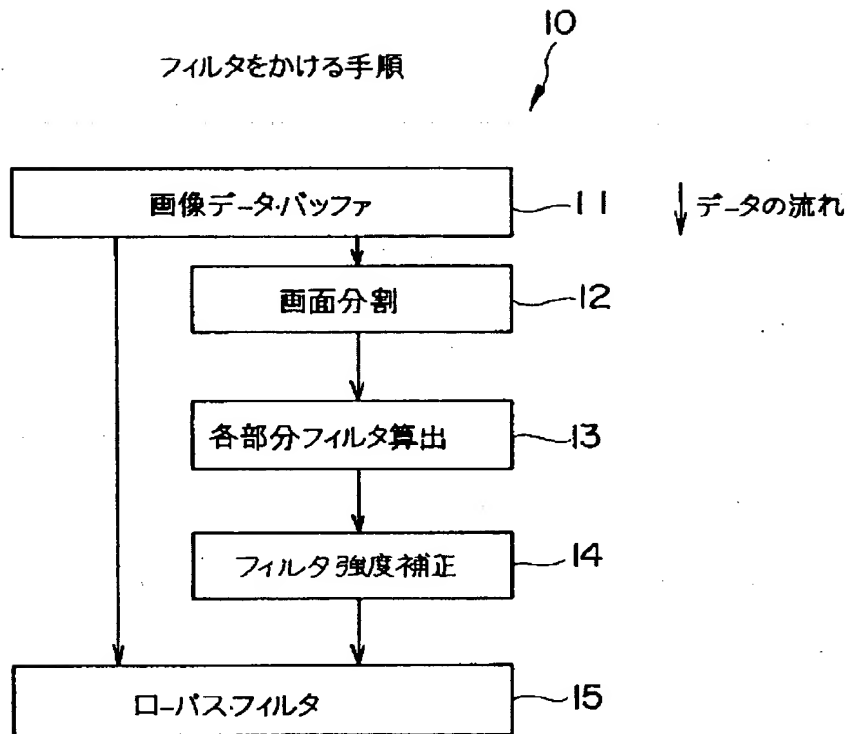 10
フィルタをかける手順
画像データ・バッファ
11
データの流れ
画面分割
12
各部分フィルタ算出
13
フィルタ強度補正
14
ローパス・フィルタ
15